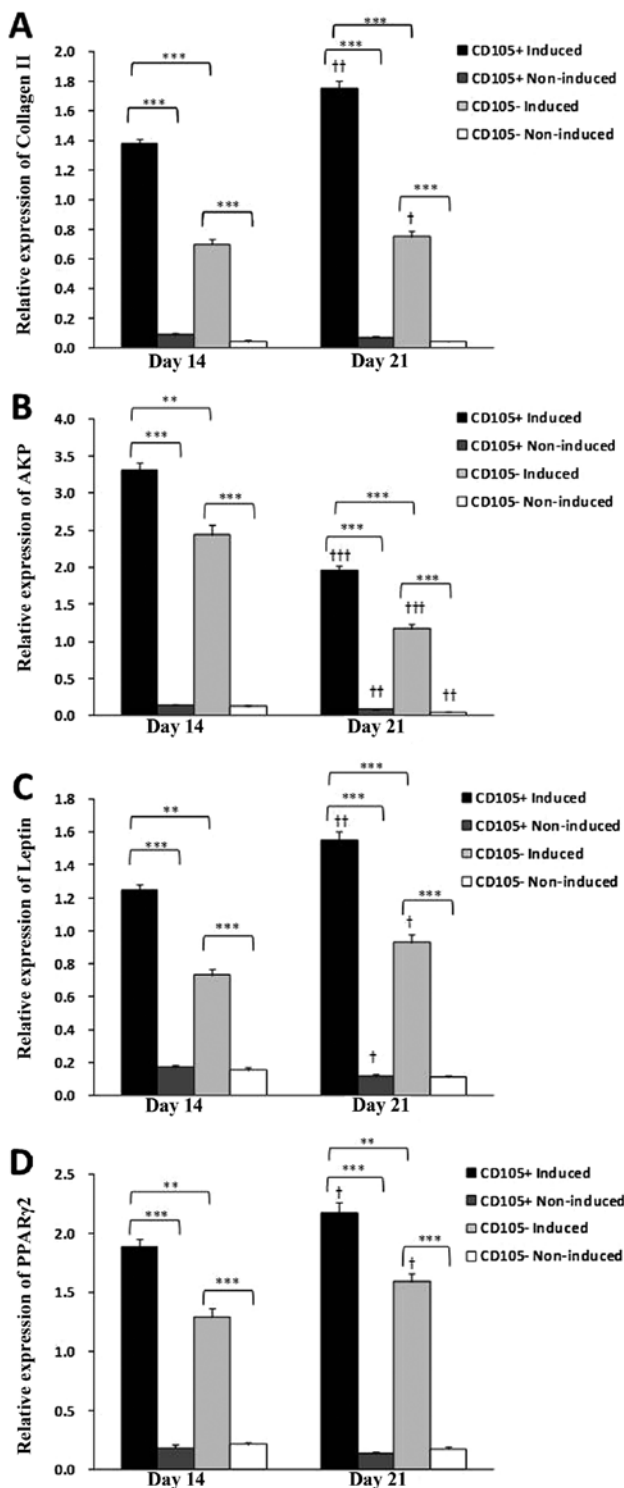 A
Relative expression of Collagen II
2.0
1.8
1.6
1.4
1.2
1.0
0.8
0.6
0.4
0.2
0.0
***
***
***
***
***
††
***
†
Day 14
Day 21
CD105+ Induced
CD105+ Non-induced
CD105- Induced
CD105- Non-induced
B
Relative expression of AKP
4.0
3.5
3.0
2.5
2.0
1.5
1.0
0.5
0.0
**
***
***
***
***
†††
***
†††
††
††
Day 14
Day 21
CD105+ Induced
CD105+ Non-induced
CD105- Induced
CD105- Non-induced
C
Relative expression of Leptin
1.8
1.6
1.4
1.2
1.0
0.8
0.6
0.4
0.2
0.0
**
***
***
***
***
††
***
†
†
Day 14
Day 21
CD105+ Induced
CD105+ Non-induced
CD105- Induced
CD105- Non-induced
D
Relative expression of PPARγ2
2.5
2.0
1.5
1.0
0.5
0.0
**
***
***
**
***
†
***
†
Day 14
Day 21
CD105+ Induced
CD105+ Non-induced
CD105- Induced
CD105- Non-induced